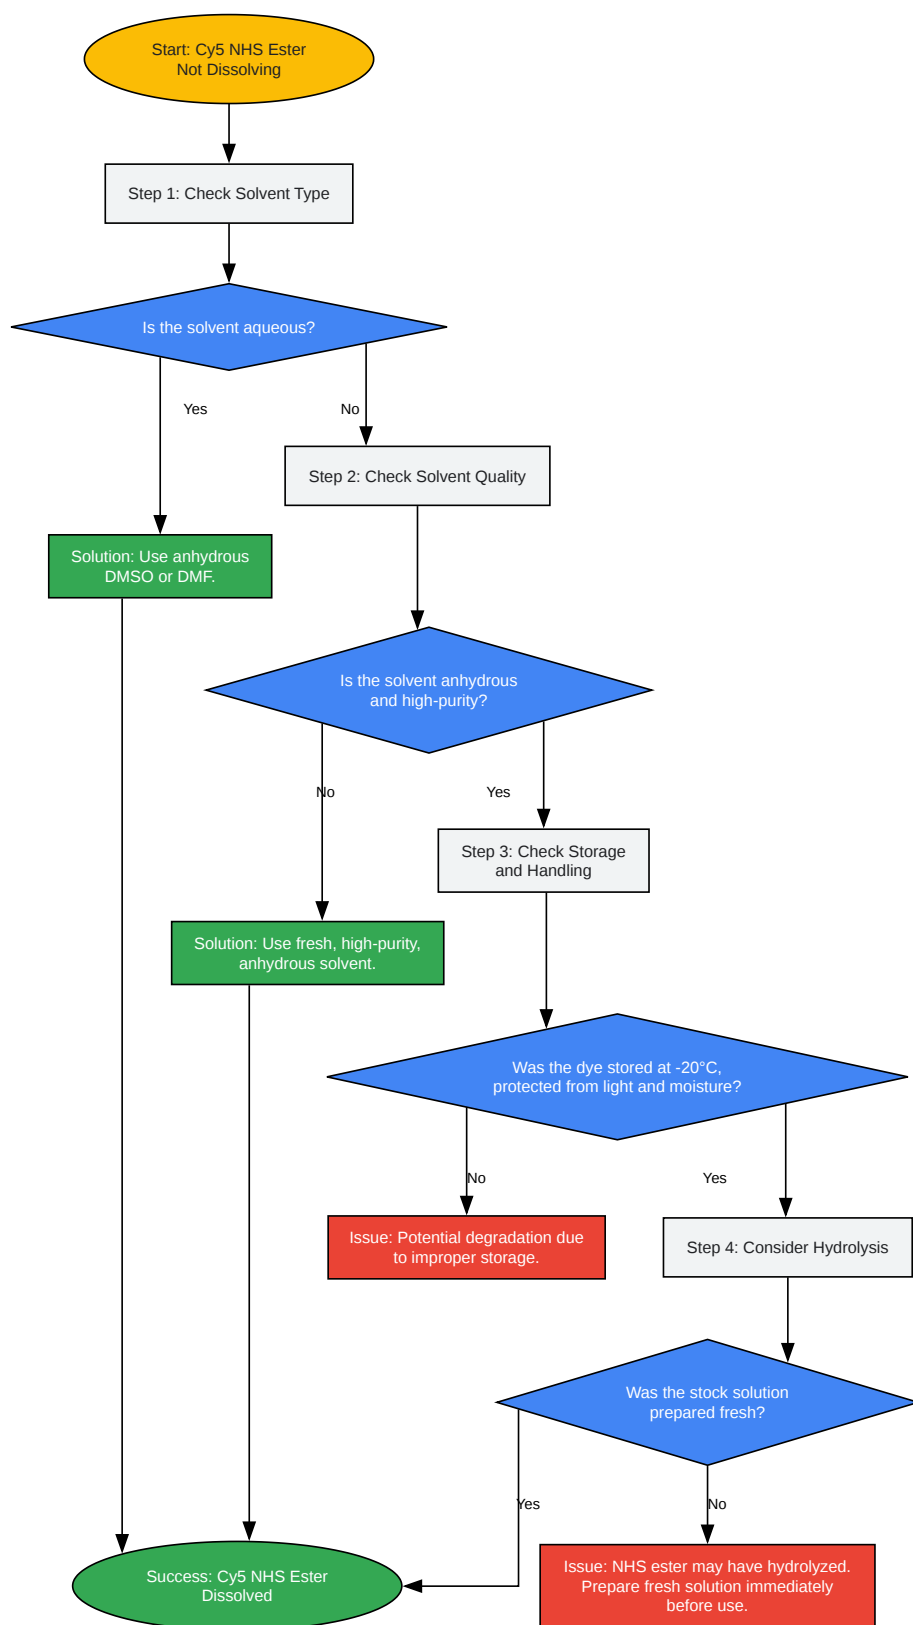 Start: Cy5 NHS Ester
Not Dissolving
Step 1: Check Solvent Type
Is the solvent aqueous?
Yes
No
Step 2: Check Solvent Quality
Solution: Use anhydrous
DMSO or DMF.
Is the solvent anhydrous
and high-purity?
No
Yes
Step 3: Check Storage
and Handling
Solution: Use fresh, high-purity,
anhydrous solvent.
Was the dye stored at -20°C,
protected from light and moisture?
No
Yes
Issue: Potential degradation due
to improper storage.
Step 4: Consider Hydrolysis
Was the stock solution
prepared fresh?
Yes
No
Success: Cy5 NHS Ester
Dissolved
Issue: NHS ester may have hydrolyzed.
Prepare fresh solution immediately
before use.